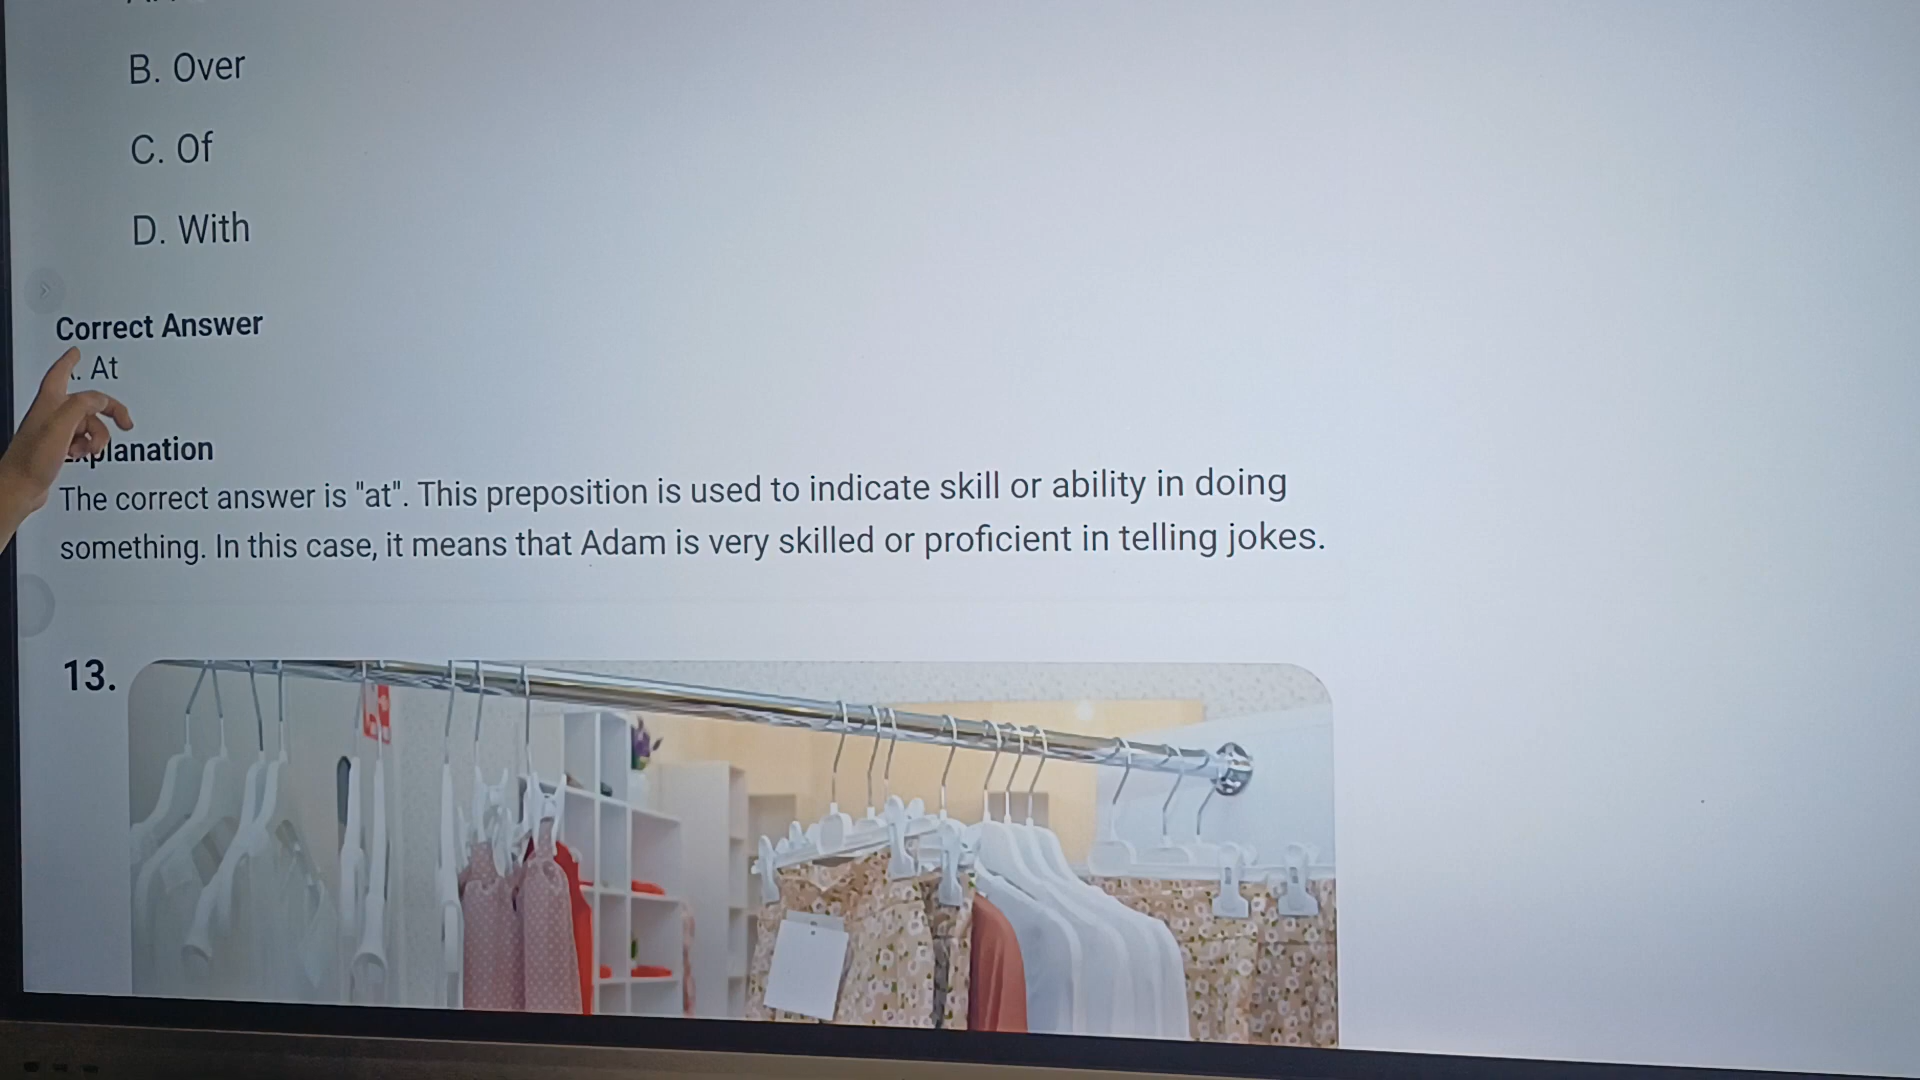 B. Over
C. Of
D. With
Correct Answer
. At
Explanation
The correct answer is "at". This preposition is used to indicate skill or ability in doing
something. In this case, it means that Adam is very skilled or proficient in telling jokes.
13.